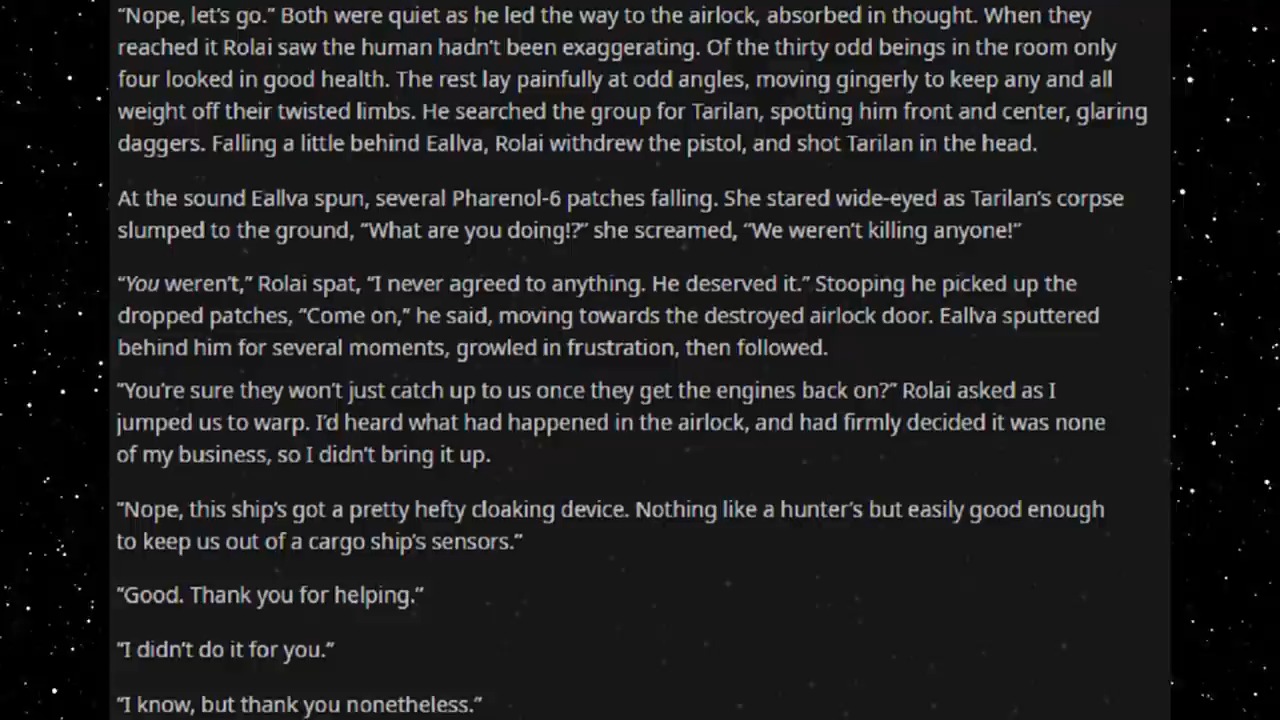 “Nope, let’s go.” Both were quiet as he led the way to the airlock, absorbed in thought. When they
reached it Rolai saw the human hadn’t been exaggerating. Of the thirty odd beings in the room only
four looked in good health. The rest lay painfully at odd angles, moving gingerly to keep any and all
weight off their twisted limbs. He searched the group for Tarilan, spotting him front and center, glaring
daggers. Falling a little behind Eallva, Rolai withdrew the pistol, and shot Tarilan in the head.
At the sound Eallva spun, several Pharenol-6 patches falling. She stared wide-eyed as Tarilan’s corpse
slumped to the ground, “What are you doing!?” she screamed, “We weren’t killing anyone!”
“You weren’t,” Rolai spat, “I never agreed to anything. He deserved it.” Stooping he picked up the
dropped patches, “Come on,” he said, moving towards the destroyed airlock door. Eallva sputtered
behind him for several moments, growled in frustration, then followed.
“You’re sure they won’t just catch up to us once they get the engines back on?” Rolai asked as I
jumped us to warp. I’d heard what had happened in the airlock, and had firmly decided it was none
of my business, so I didn’t bring it up.
“Nope, this ship’s got a pretty hefty cloaking device. Nothing like a hunter’s but easily good enough
to keep us out of a cargo ship’s sensors.”
“Good. Thank you for helping.”
“I didn’t do it for you.”
“I know, but thank you nonetheless.”